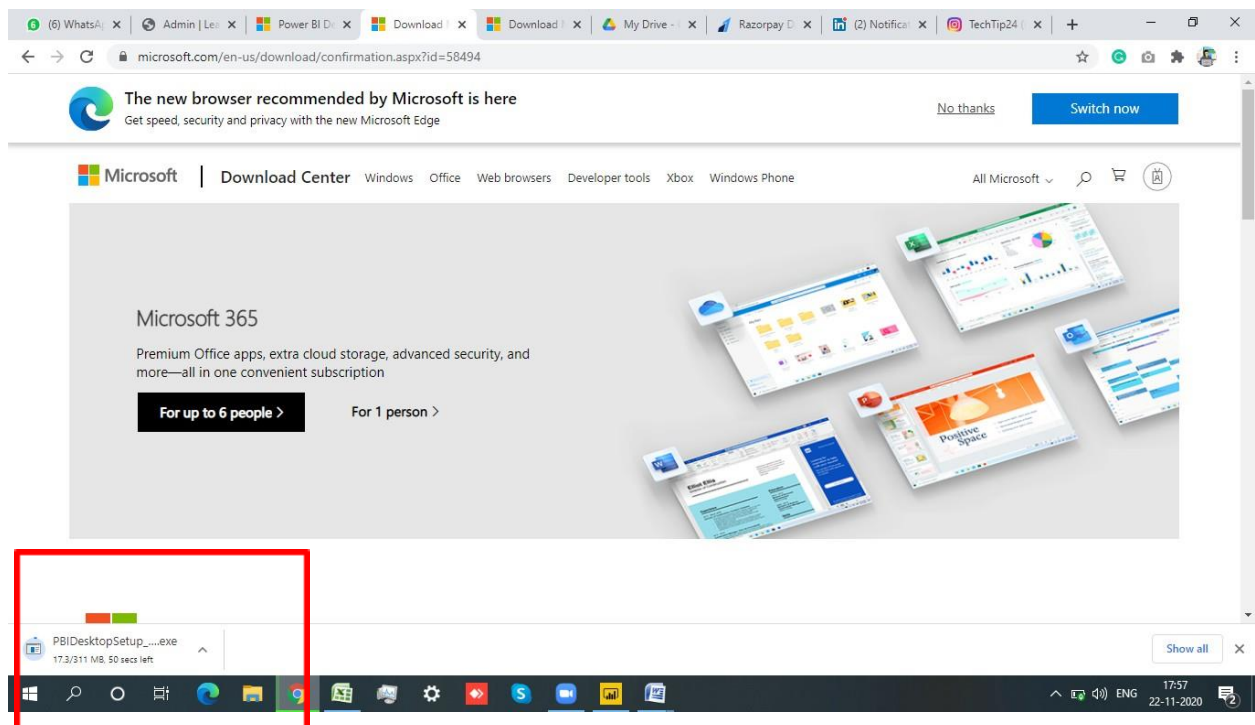 (6) WhatsA
Admin | Lea
Power BI De
Download
Download
My Drive -
Razorpay D
(2) Notificat
TechTip24 (
microsoft.com/en-us/download/confirmation.aspx?id=58494
The new browser recommended by Microsoft is here
Get speed, security and privacy with the new Microsoft Edge
No thanks
Switch now
Microsoft
Download Center
Windows
Office
Web browsers
Developer tools
Xbox
Windows Phone
All Microsoft
Microsoft 365
Premium Office apps, extra cloud storage, advanced security, and
more—all in one convenient subscription
For up to 6 people >
For 1 person >
Positive
Space
Elliot Ellis
PBIDesktopSetup_....exe
17.3/311 MB, 50 secs left
Show all
ENG
17:57
22-11-2020
2